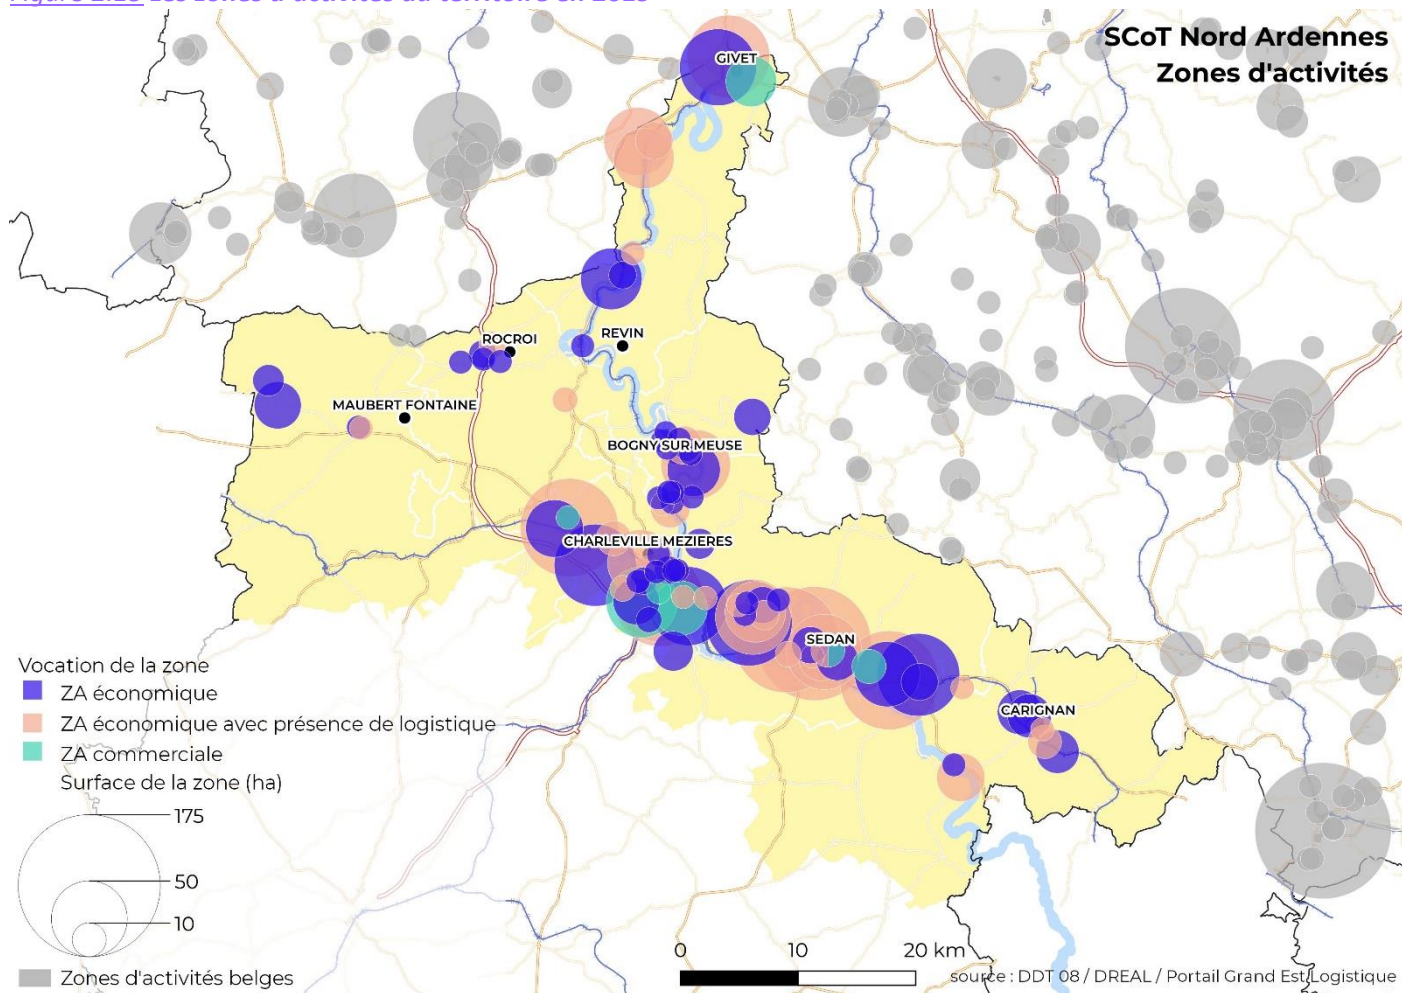 SCoT Nord Ardennes
Zones d'activités
GIVET
ROCROI
REVIN
MAUBERT FONTAINE
BOGNY SUR MEUSE
CHARLEVILLE MEZIERES
SEDAN
CARIGNAN
Vocation de la zone
ZA économique
ZA économique avec présence de logistique
ZA commerciale
Surface de la zone (ha)
175
50
10
Zones d'activités belges
0 10 20 km
source : DDT 08 / DREAL / Portail Grand Est Logistique